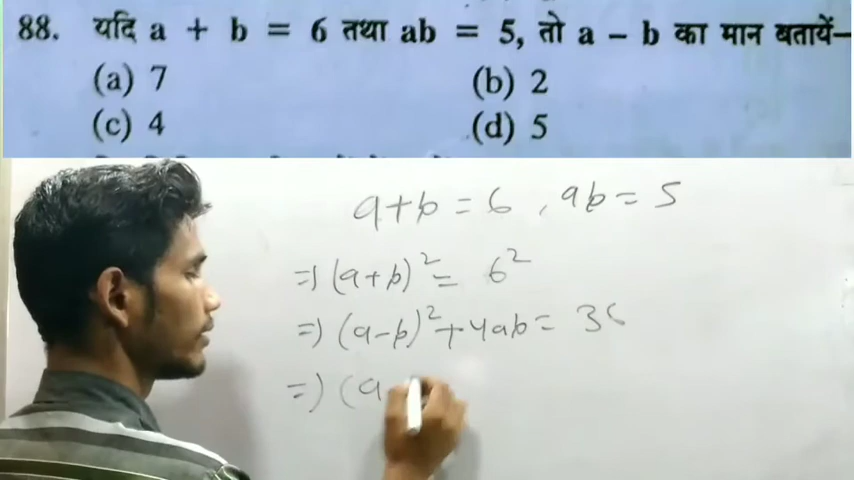 88. यदि a + b = 6 तथा ab = 5, तो a – b का मान बतायें–
(a) 7 (b) 2
(c) 4 (d) 5
a+b = 6 , ab = 5
=) (a+b)² = 6²
=) (a-b)² + 4ab = 36
=) (a